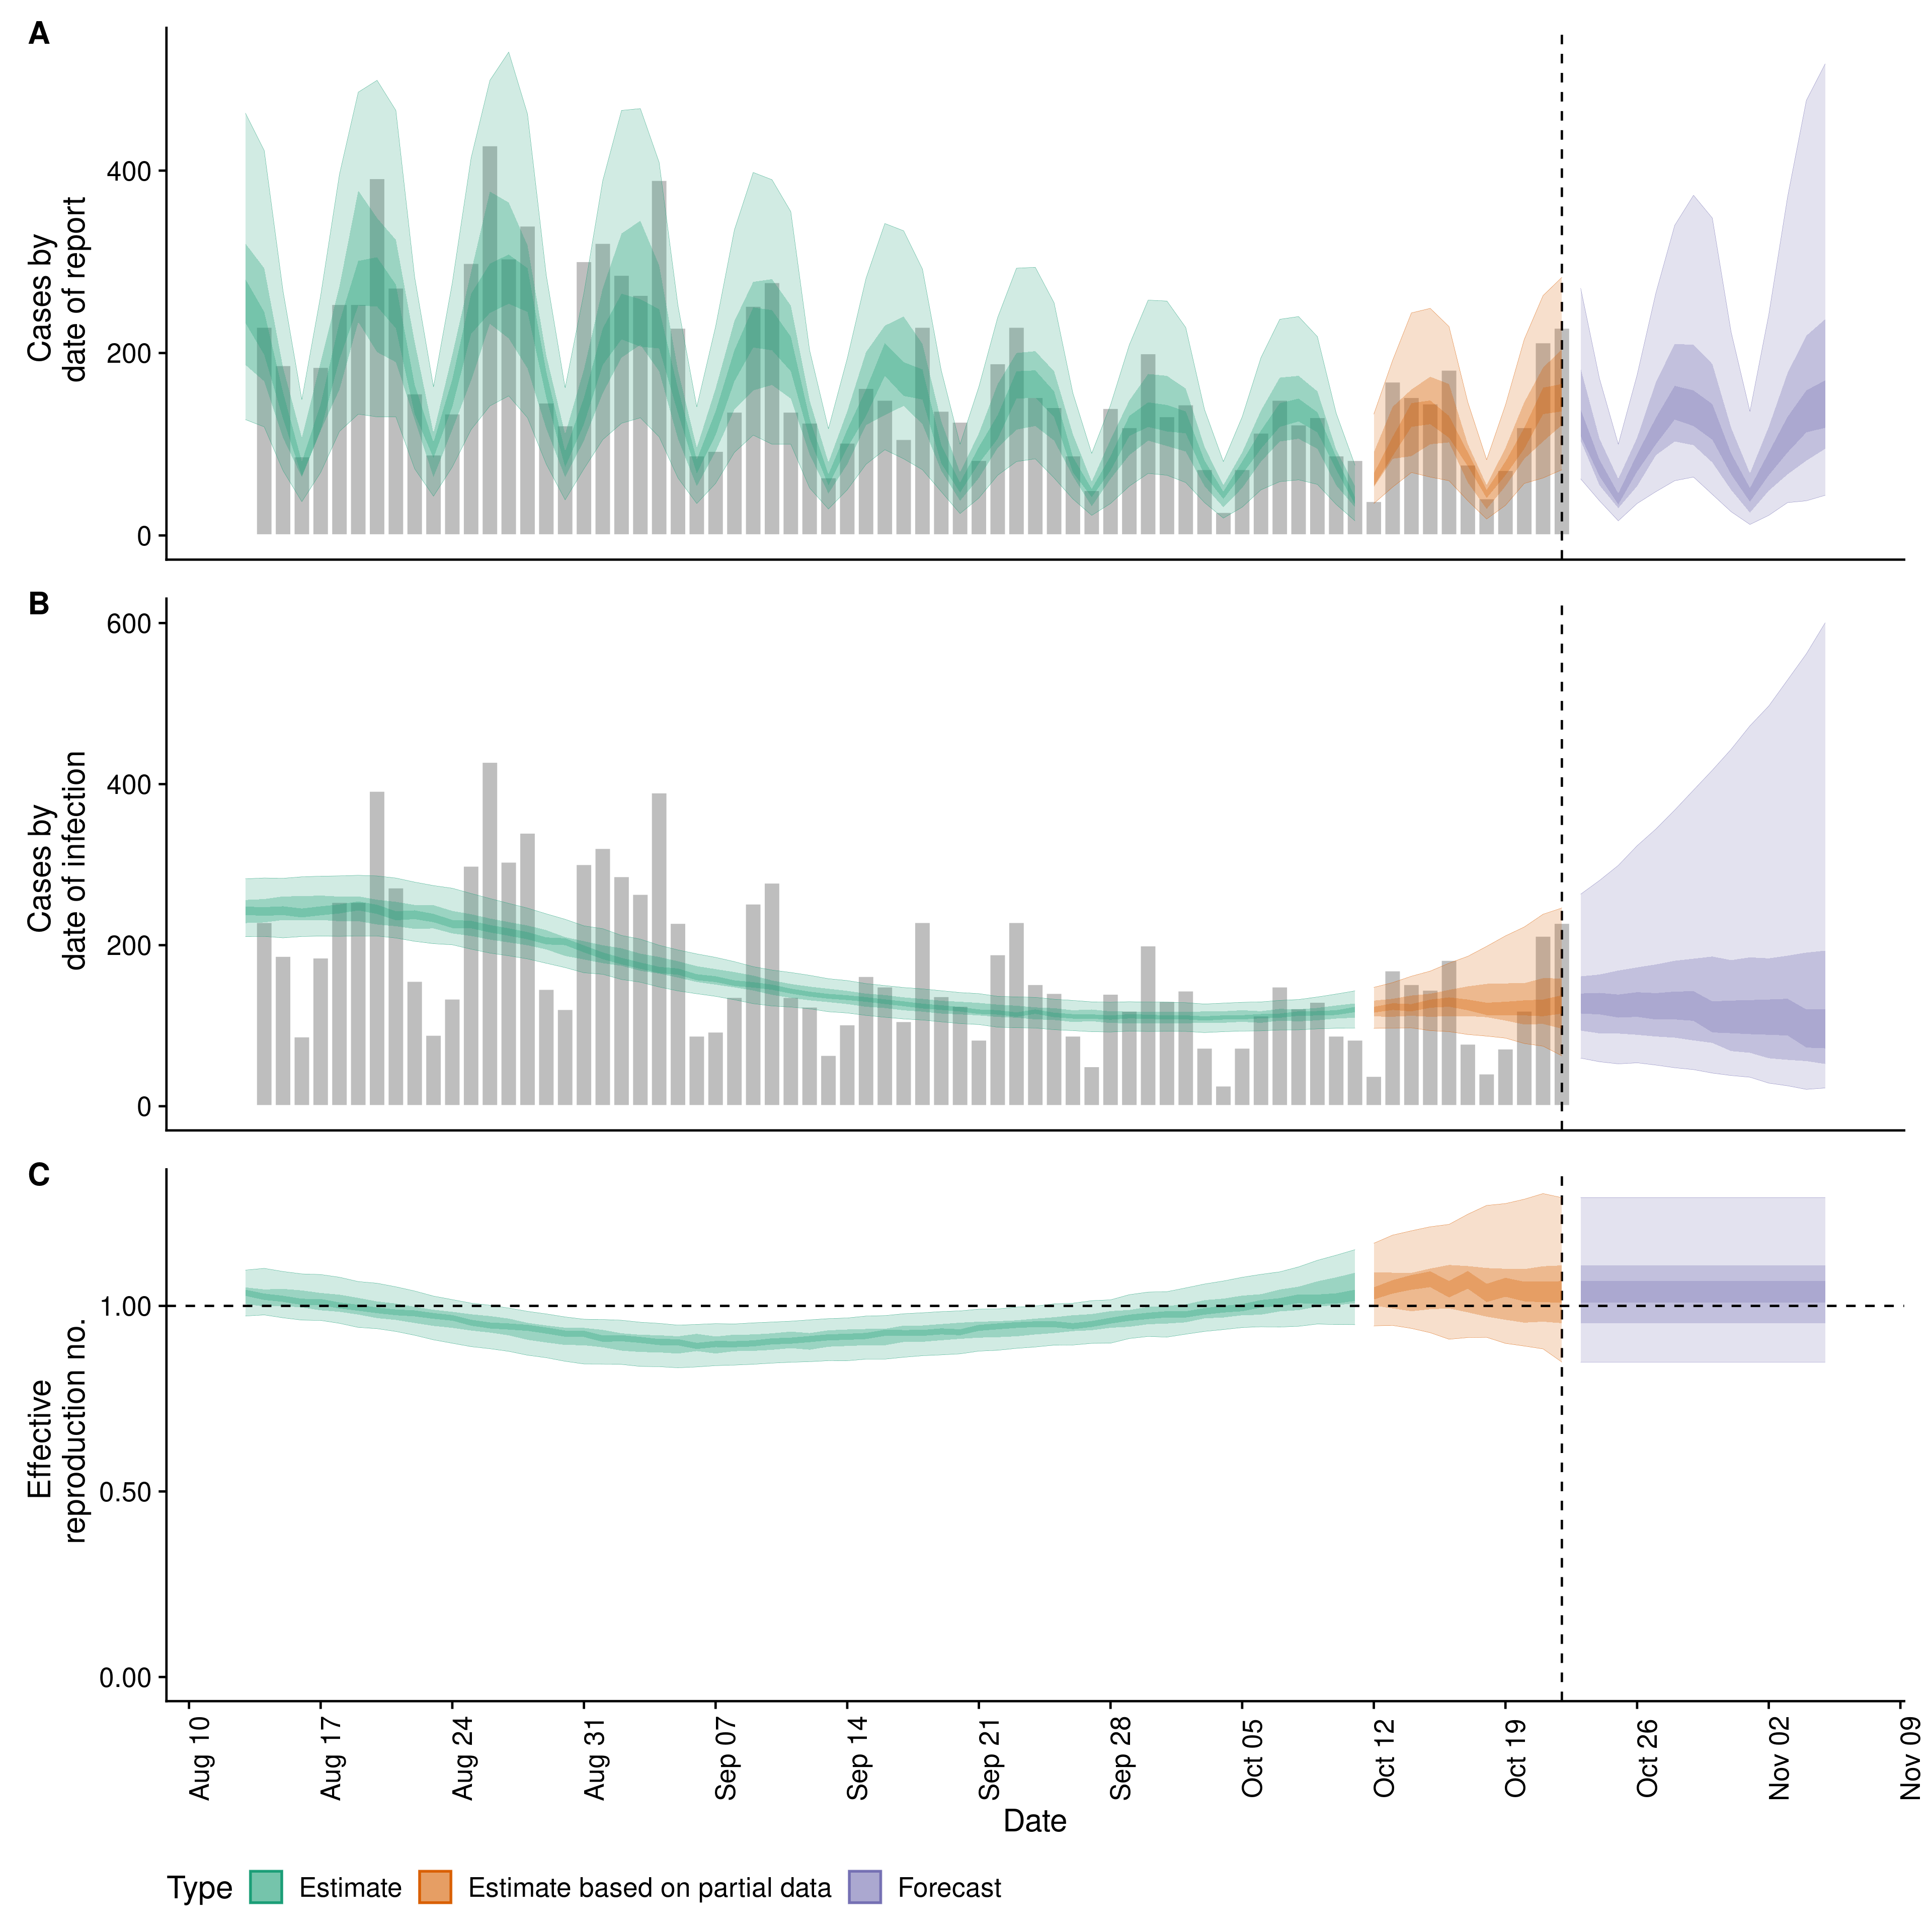 A
Cases by
date of report
400
200
0
B
Cases by
date of infection
600
400
200
0
C
Effective
reproduction no.
1.00
0.50
0.00
Aug 10
Aug 17
Aug 24
Aug 31
Sep 07
Sep 14
Sep 21
Sep 28
Oct 05
Oct 12
Oct 19
Oct 26
Nov 02
Nov 09
Date
Type Estimate Estimate based on partial data Forecast